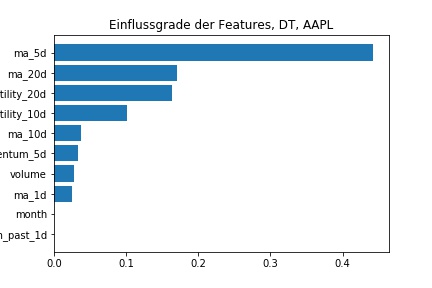 Einflussgrade der Features, DT, AAPL
ma_5d
ma_20d
tility_20d
tility_10d
ma_10d
entum_5d
volume
ma_1d
month
n_past_1d
0.0 0.1 0.2 0.3 0.4